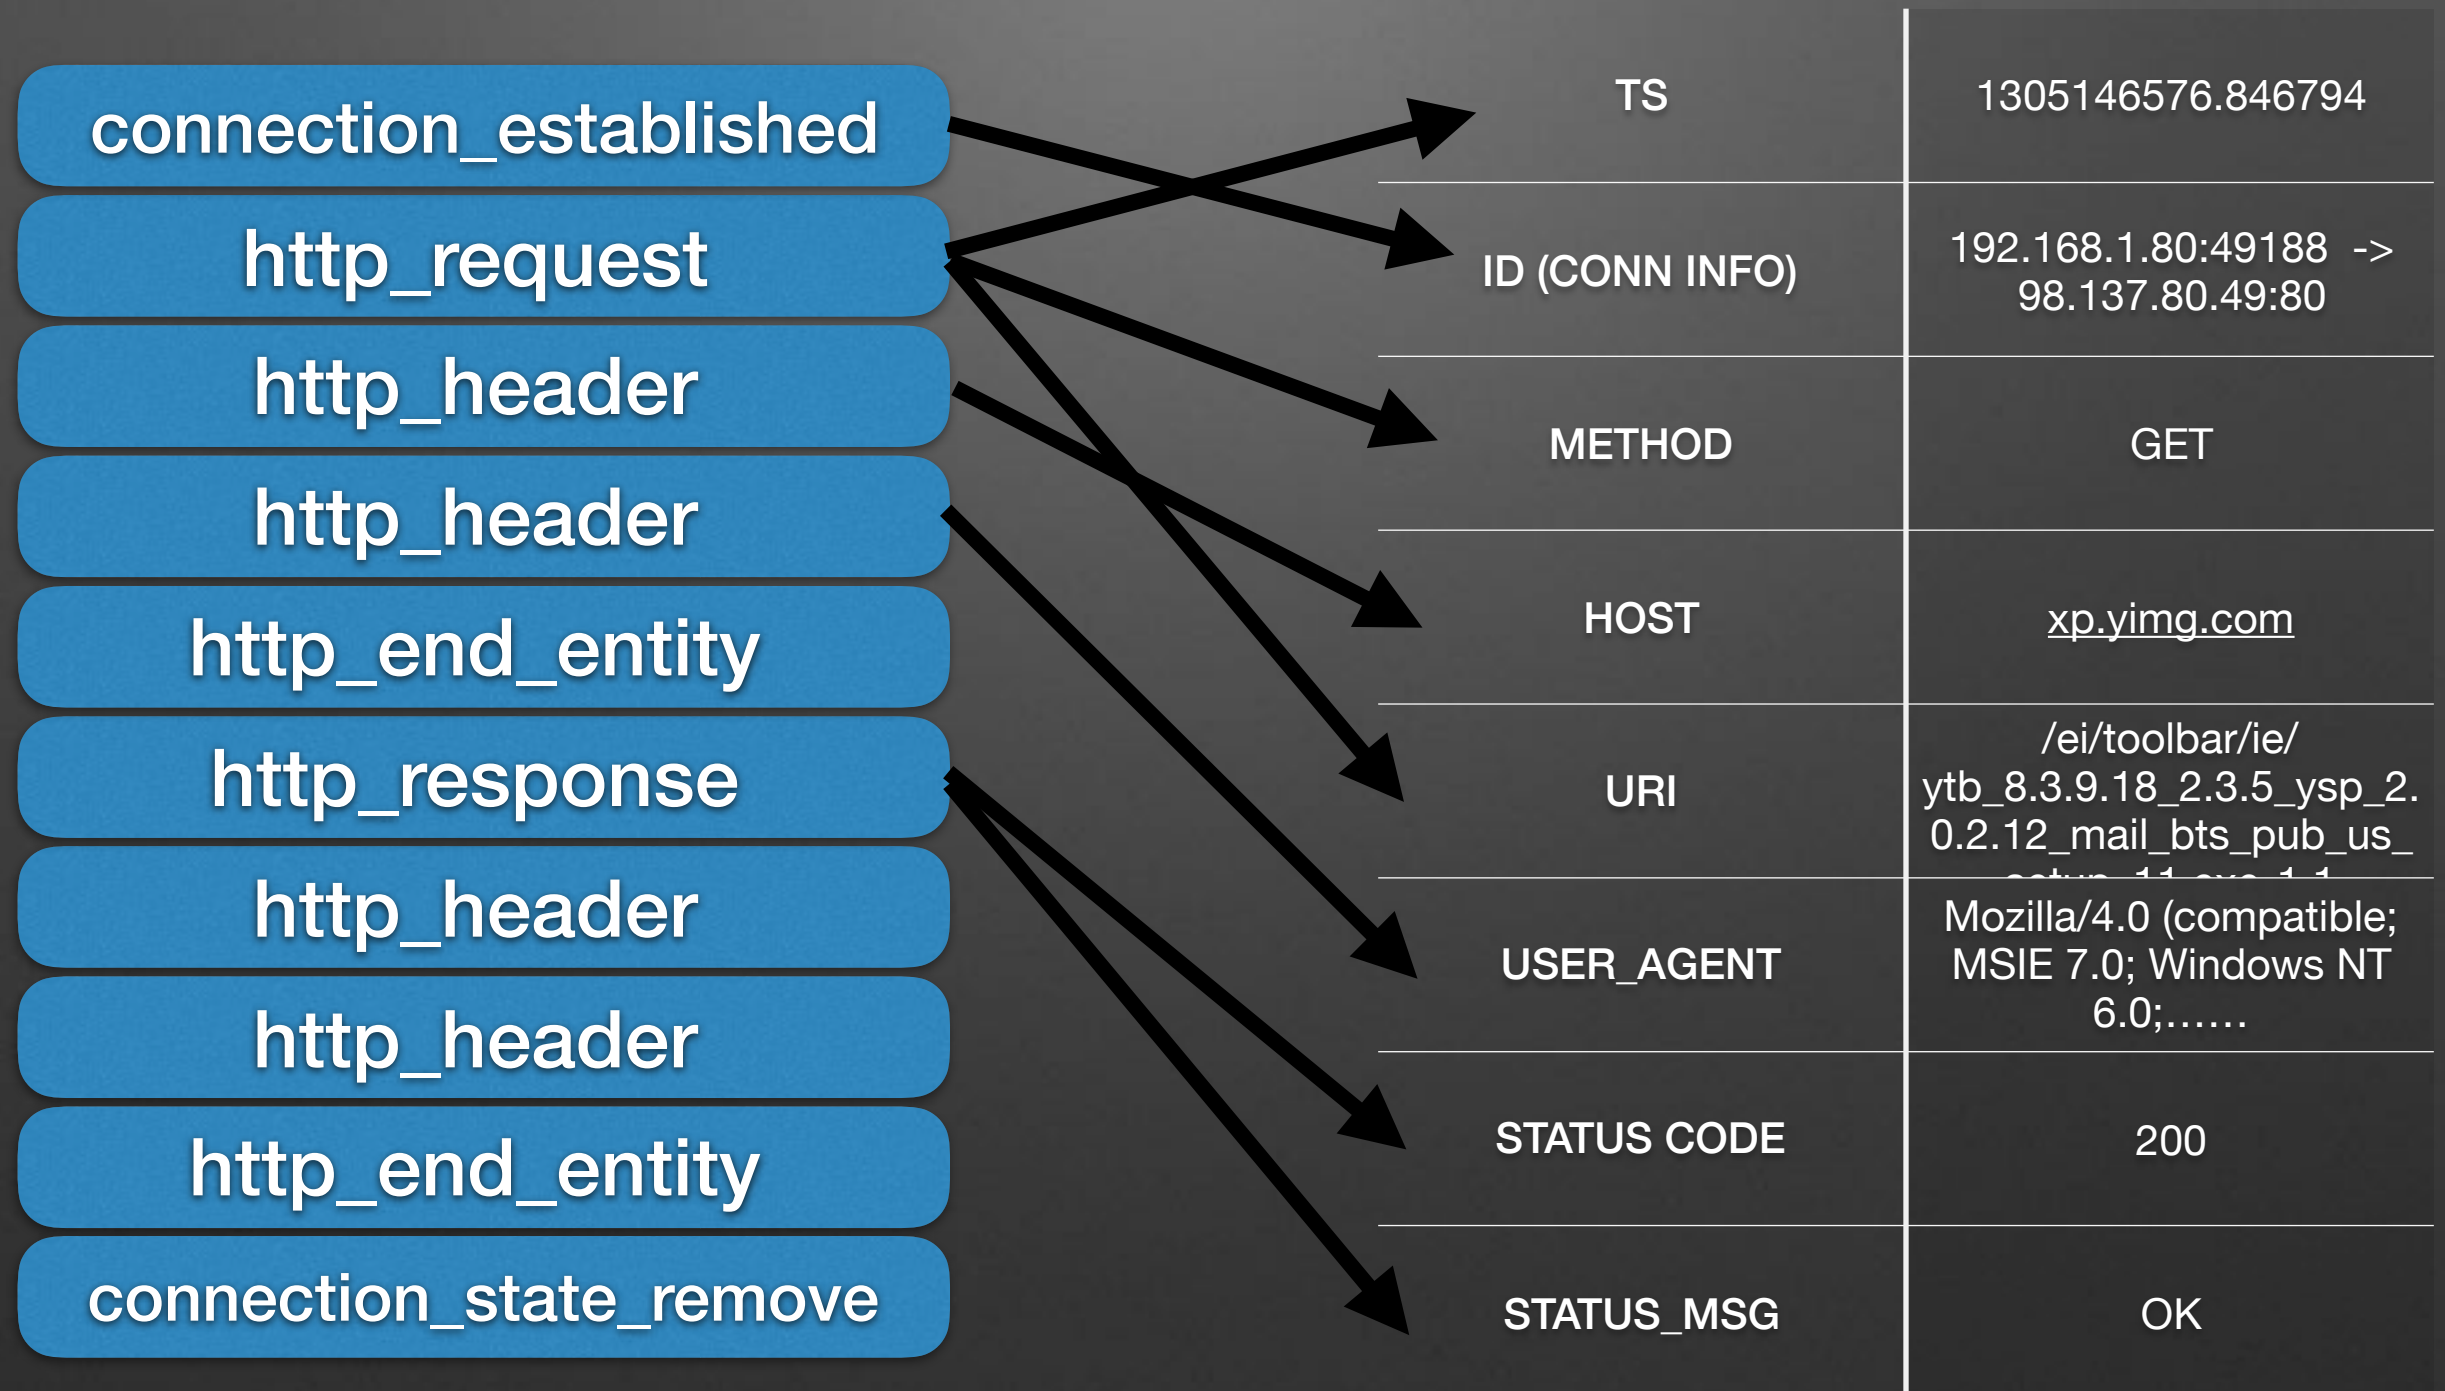 connection_established
http_request
http_header
http_header
http_end_entity
http_response
http_header
http_header
http_end_entity
connection_state_remove
TS
1305146576.846794
ID (CONN INFO)
192.168.1.80:49188 ->
98.137.80.49:80
METHOD
GET
HOST
xp.yimg.com
URI
/ei/toolbar/ie/
ytb_8.3.9.18_2.3.5_ysp_2.
0.2.12_mail_bts_pub_us_
USER_AGENT
Mozilla/4.0 (compatible;
MSIE 7.0; Windows NT
6.0;......
STATUS CODE
200
STATUS_MSG
OK